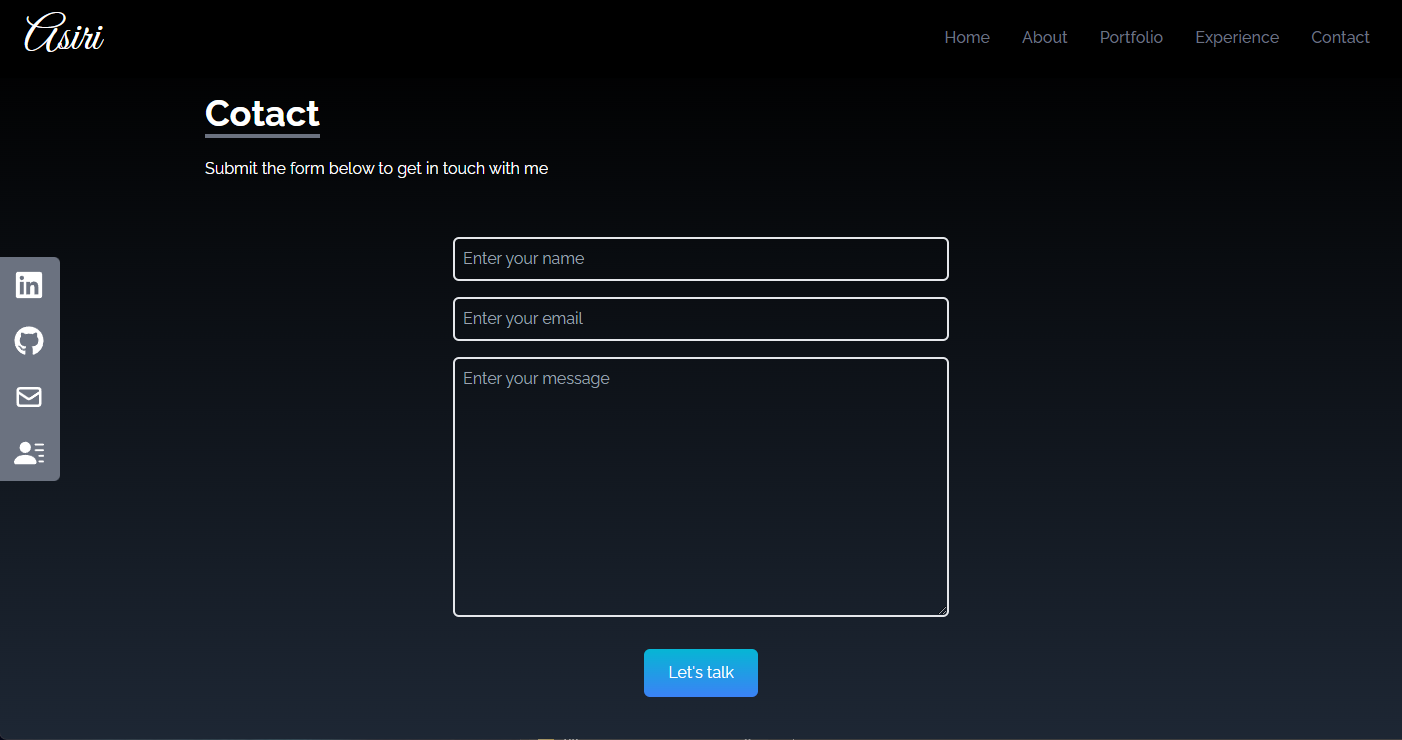 Asiri
Home About Portfolio Experience Contact
Cotact
Submit the form below to get in touch with me
Enter your name
Enter your email
Enter your message
in
Let's talk